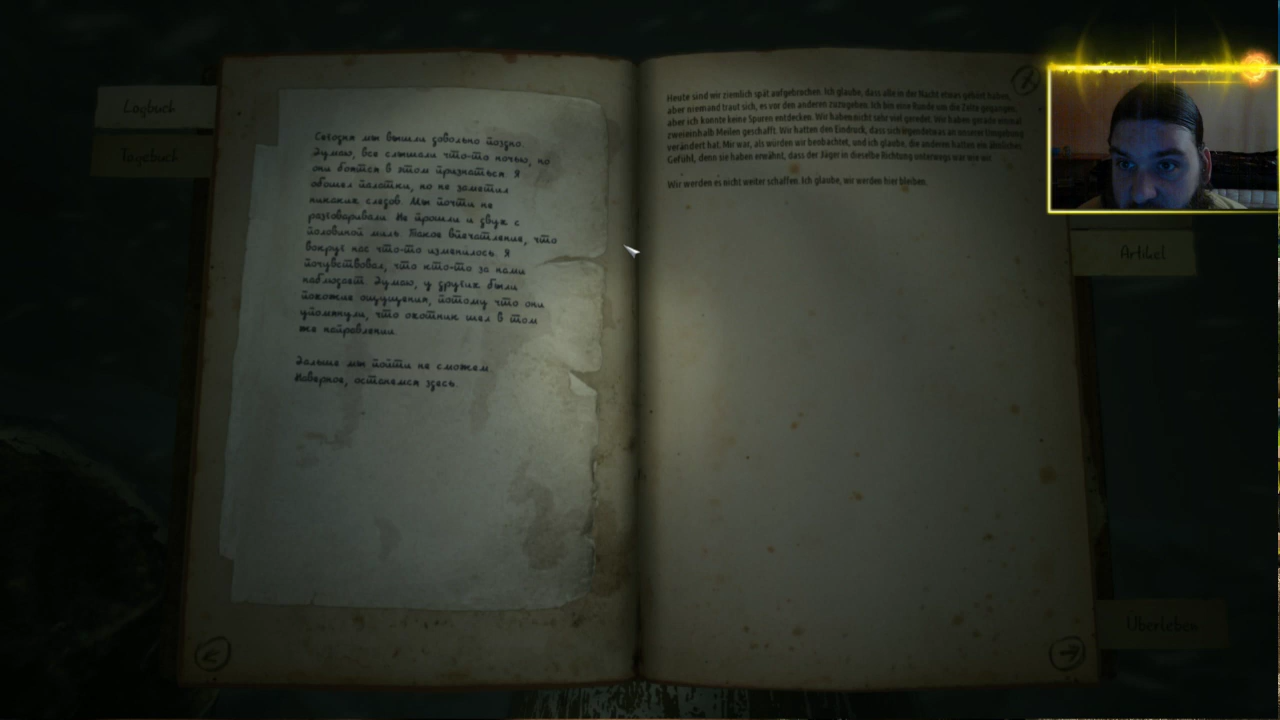 Logbuch
Tagebuch
Сегодня мы вышли довольно поздно.
Думаю, все слышали что-то ночью, но
они боятся в этом признаться. Я
обошел палатки, но не заметил
никаких следов. Мы почти не
разговаривали. Не прошли и двух с
половиной миль. Такое впечатление, что
вокруг нас что-то изменилось. Я
почувствовал, что кто-то за нами
наблюдает. Думаю, у других были
похожие ощущения, потому что они
упомянули, что охотник шел в том
же направлении.
Дальше мы пойти не сможем.
Наверное, останемся здесь.
Heute sind wir ziemlich spät aufgebrochen. Ich glaube, dass alle in der Nacht etwas gehört haben,
aber niemand traut sich, es vor den anderen zuzugeben. Ich bin eine Runde um die Zelte gegangen,
aber ich konnte keine Spuren entdecken. Wir haben nicht sehr viel geredet. Wir haben gerade einmal
zweieinhalb Meilen geschafft. Wir hatten den Eindruck, dass sich irgendetwas an unserer Umgebung
verändert hat. Mir war, als würden wir beobachtet, und ich glaube, die anderen hatten ein ähnliches
Gefühl, denn sie haben erwähnt, dass der Jäger in dieselbe Richtung unterwegs war wie wir.
Wir werden es nicht weiter schaffen. Ich glaube, wir werden hier bleiben.
Artikel
Überleben